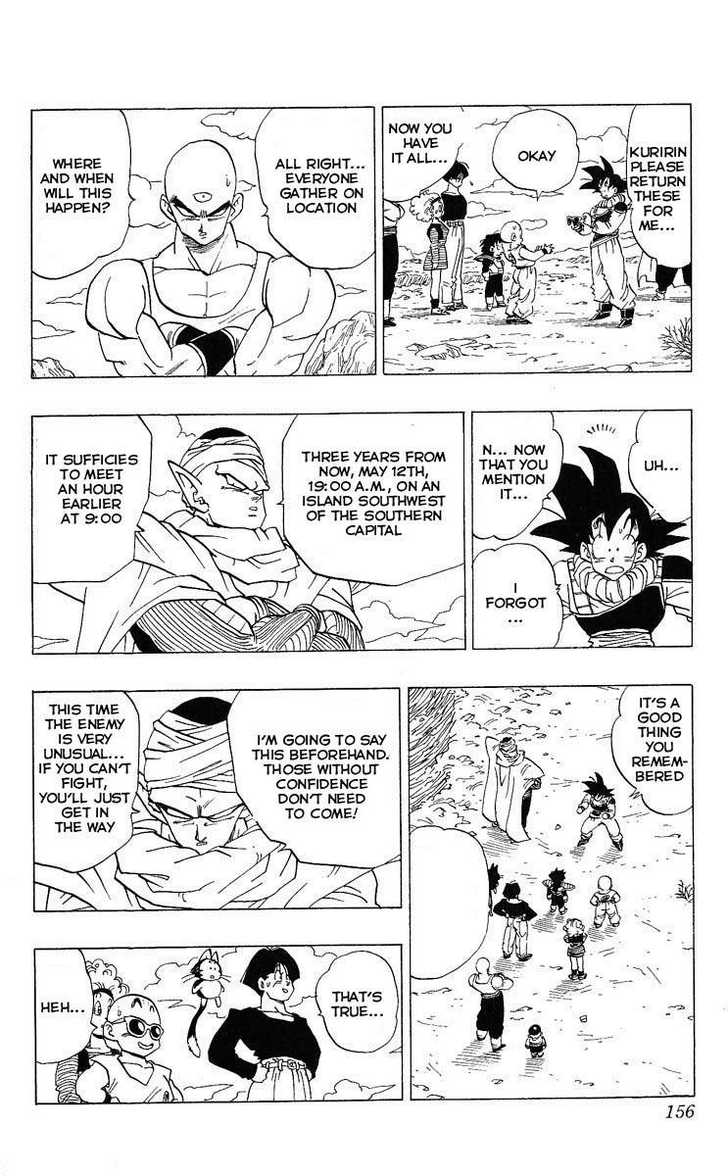 KURIRIN
PLEASE
RETURN
THESE
FOR
ME...
OKAY
NOW YOU
HAVE
IT ALL...
ALL RIGHT...
EVERYONE
GATHER ON
LOCATION
WHERE
AND WHEN
WILL THIS
HAPPEN?
UH...
N... NOW
THAT YOU
MENTION
IT...
I
FORGOT
...
THREE YEARS FROM
NOW, MAY 12TH,
19:00 A.M., ON AN
ISLAND SOUTHWEST
OF THE SOUTHERN
CAPITAL
IT SUFFICIES
TO MEET
AN HOUR
EARLIER
AT 9:00
IT'S A
GOOD
THING
YOU
REMEM-
BERED
I'M GOING TO SAY
THIS BEFOREHAND.
THOSE WITHOUT
CONFIDENCE
DON'T NEED
TO COME!
THIS TIME
THE ENEMY
IS VERY
UNUSUAL...
IF YOU CAN'T
FIGHT,
YOU'LL JUST
GET IN
THE WAY
THAT'S
TRUE...
HEH...
156